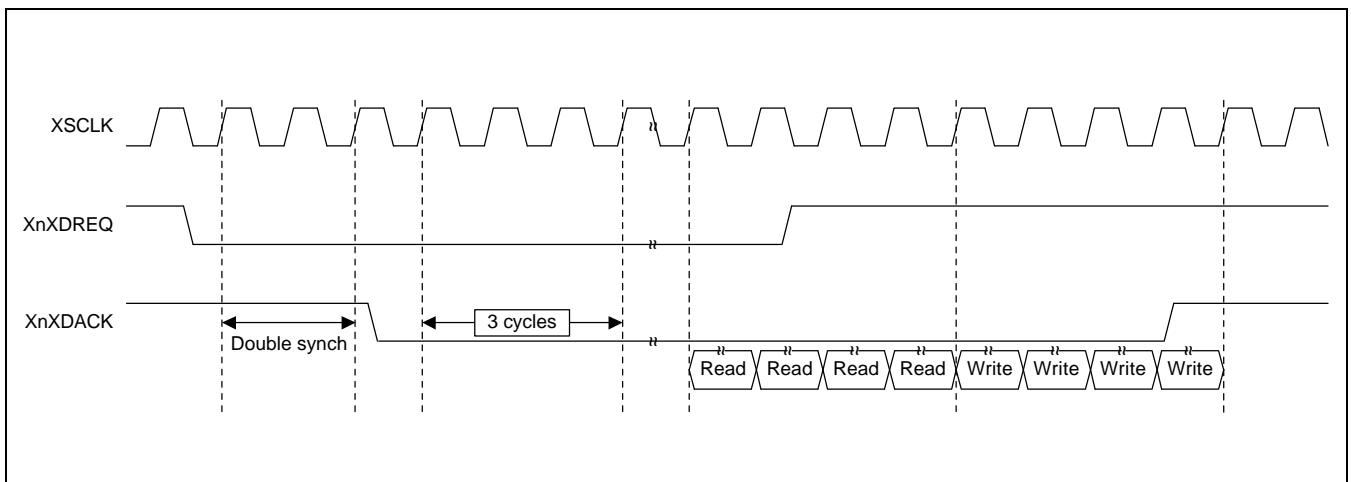 XSCLK
XnXDREQ
XnXDACK
3 cycles
Double synch
Read Read Read Read Write Write Write Write